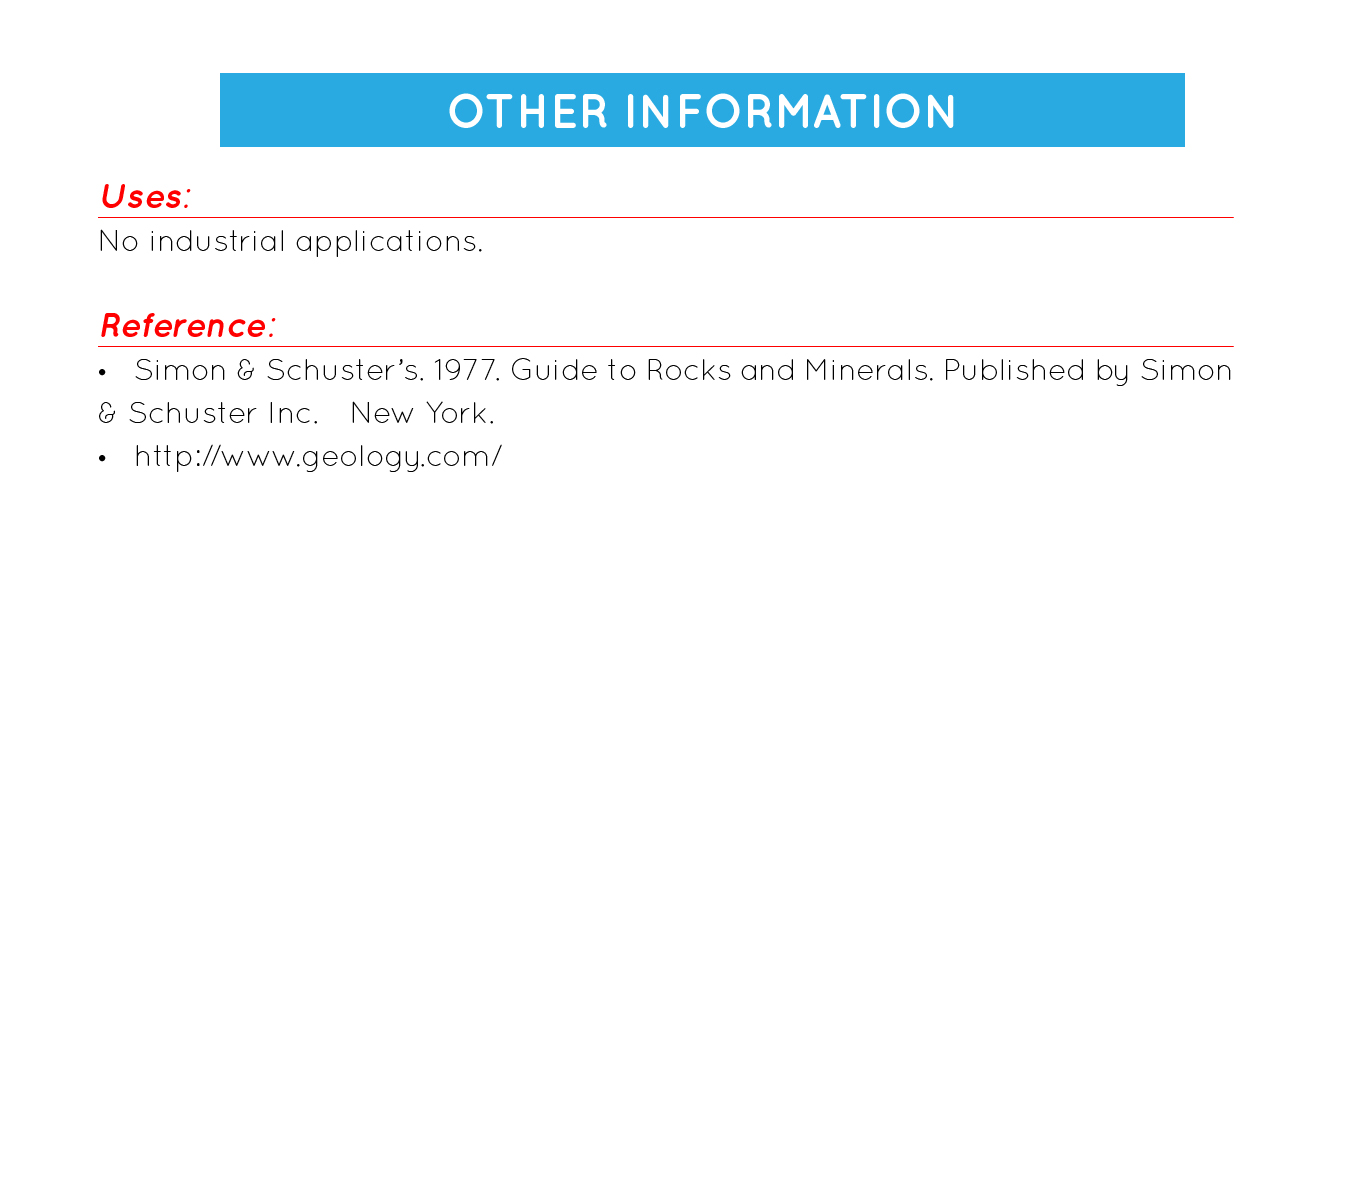 OTHER INFORMATION
Uses:
No industrial applications.
Reference:
• Simon & Schuster’s. 1977. Guide to Rocks and Minerals. Published by Simon
& Schuster Inc. New York.
• http://www.geology.com/